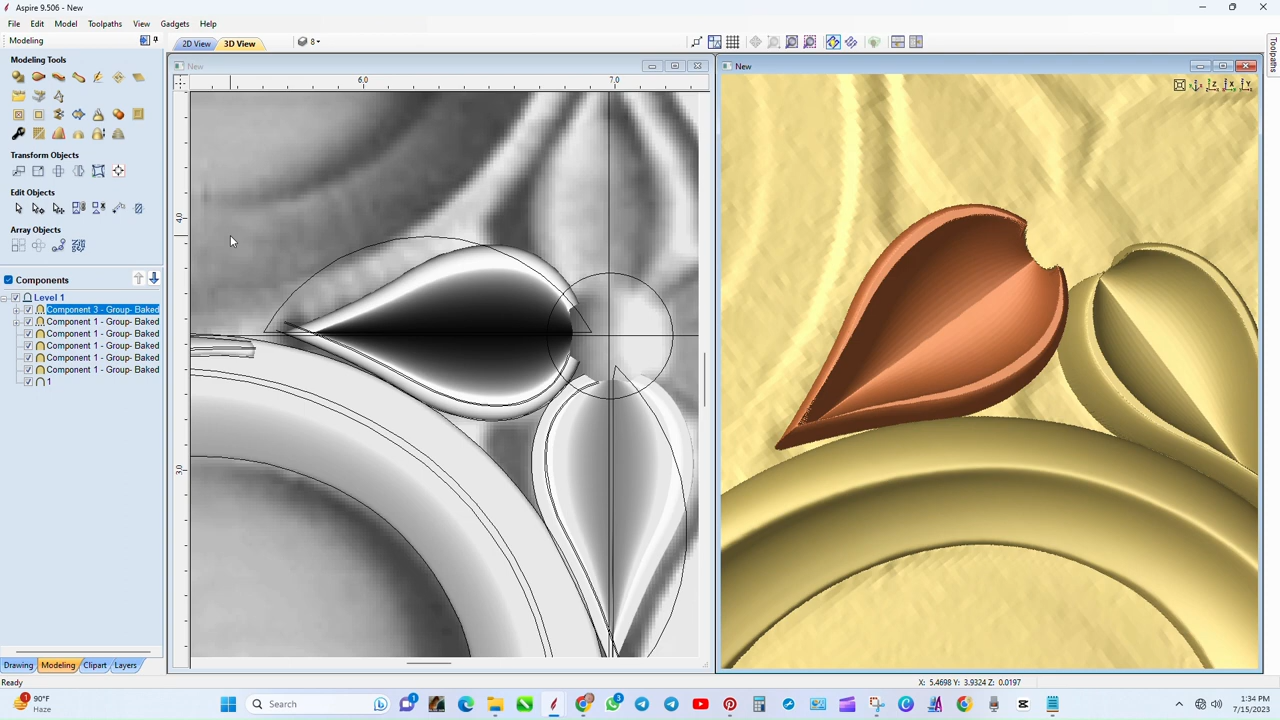 Aspire 9.506 - New
File Edit Model Toolpaths View Gadgets Help
Modeling
2D View 3D View 8
Modeling Tools
Transform Objects
Edit Objects
Array Objects
Components
Level 1
Component 3 - Group- Baked
Component 1 - Group- Baked
Component 1 - Group- Baked
Component 1 - Group- Baked
Component 1 - Group- Baked
Component 1 - Group- Baked
1
Drawing Modeling Clipart Layers
New
6.0 7.0
4.0
3.0
New
Toolpaths
Ready
X: 5.4698 Y: 3.9324 Z: 0.0197
1
90°F
Haze
Search
1
3
1:34 PM
7/15/2023